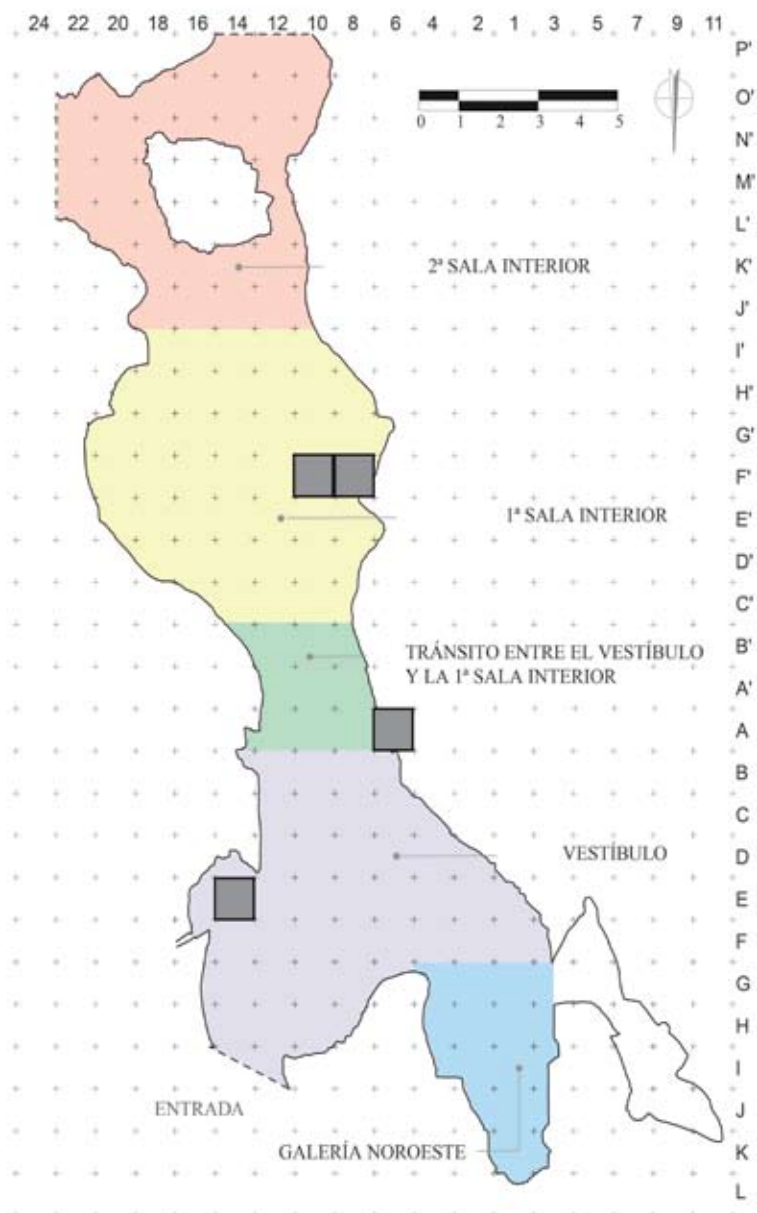 24 22 20 18 16 14 12 10 8 6 4 2 1 3 5 7 9 11
P'
O'
0 1 2 3 4 5
N'
M'
L'
2ª SALA INTERIOR
K'
J'
I'
H'
G'
F'
1ª SALA INTERIOR
E'
D'
C'
TRÁNSITO ENTRE EL VESTÍBULO
Y LA 1ª SALA INTERIOR
B'
A'
A
B
C
VESTÍBULO
D
E
F
G
H
I
ENTRADA
J
GALERÍA NOROESTE
K
L